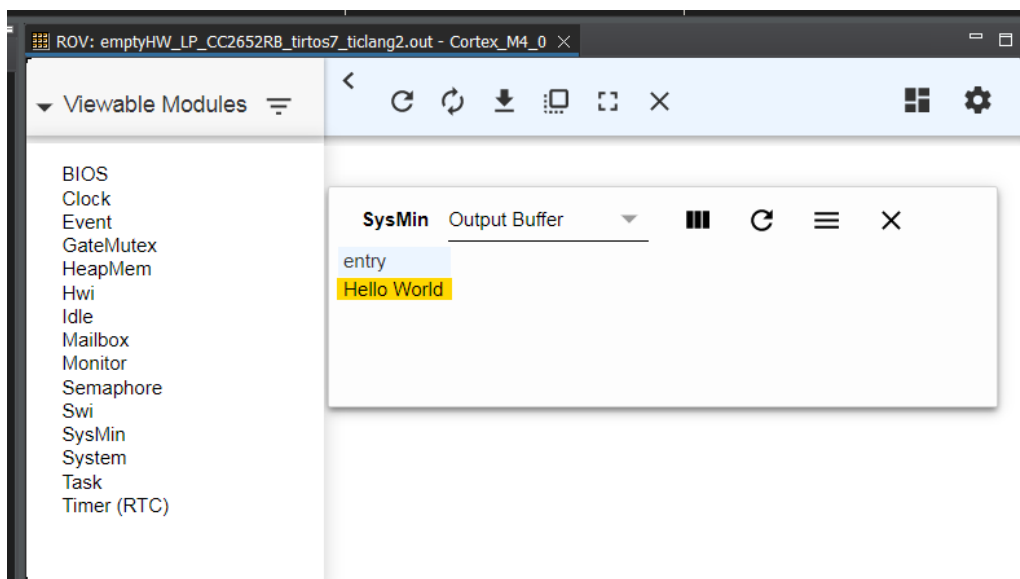 ROV: emptyHW_LP_CC2652RB_tirtos7_ticlang2.out - Cortex_M4_0
Viewable Modules
BIOS
Clock
Event
GateMutex
HeapMem
Hwi
Idle
Mailbox
Monitor
Semaphore
Swi
SysMin
System
Task
Timer (RTC)
SysMin Output Buffer
entry
Hello World